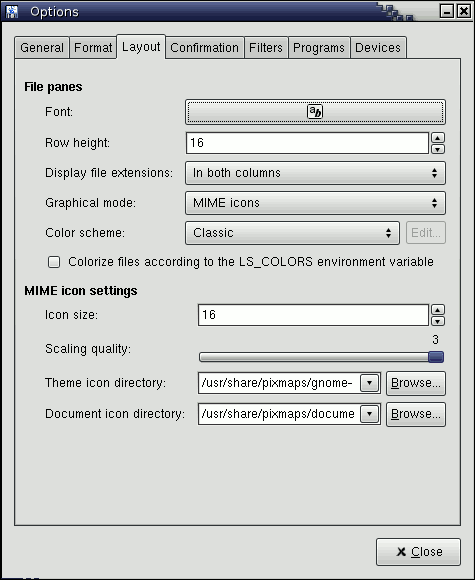 Options
General Format Layout Confirmation Filters Programs Devices
File panes
Font: ab
Row height: 16
Display file extensions: In both columns
Graphical mode: MIME icons
Color scheme: Classic Edit...
Colorize files according to the LS_COLORS environment variable
MIME icon settings
Icon size: 16
3
Scaling quality:
Theme icon directory: /usr/share/pixmaps/gnome- Browse...
Document icon directory: /usr/share/pixmaps/docume Browse...
Close